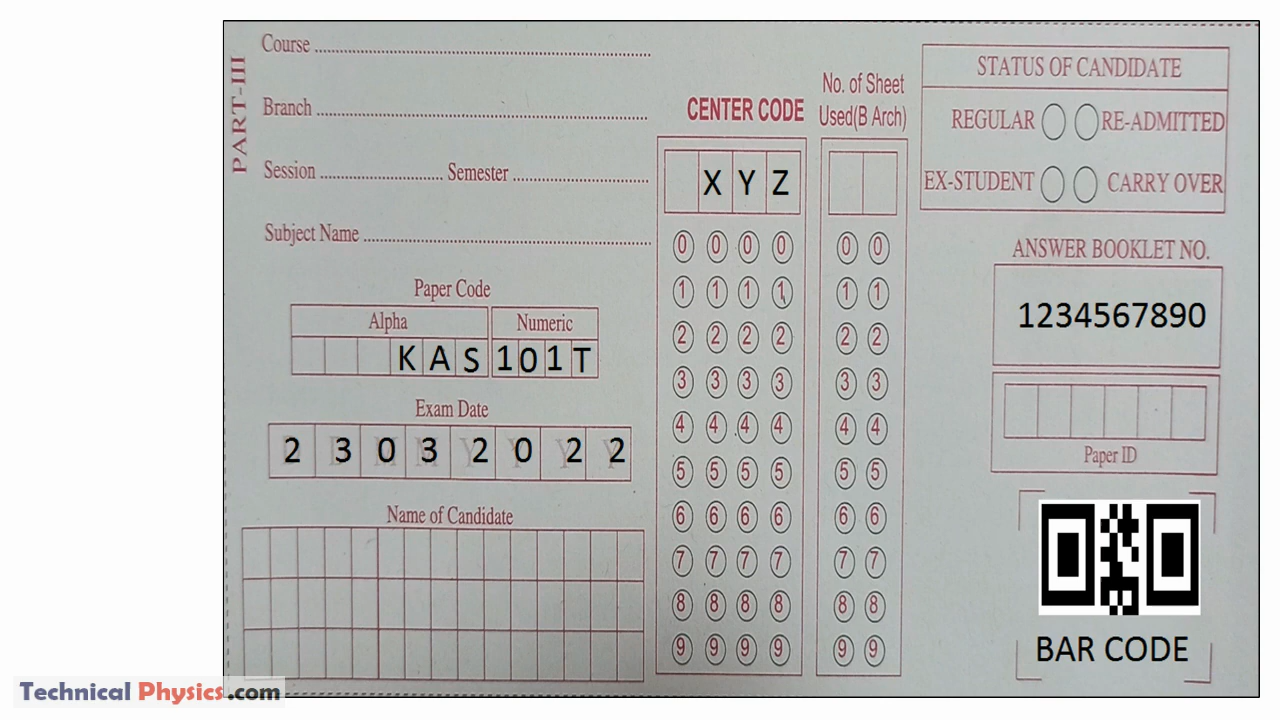 PART-III
Course
Branch
Session Semester
Subject Name
Paper Code
Alpha Numeric
K A S 1 0 1 T
Exam Date
2 3 0 3 2 0 2 2
Name of Candidate
CENTER CODE
X Y Z
0 0 0 0
1 1 1 1
2 2 2 2
3 3 3 3
4 4 4 4
5 5 5 5
6 6 6 6
7 7 7 7
8 8 8 8
9 9 9 9
No. of Sheet
Used(B Arch)
0 0
1 1
2 2
3 3
4 4
5 5
6 6
7 7
8 8
9 9
STATUS OF CANDIDATE
REGULAR RE-ADMITTED
EX-STUDENT CARRY OVER
ANSWER BOOKLET NO.
1234567890
Paper ID
BAR CODE
Technical Physics.com